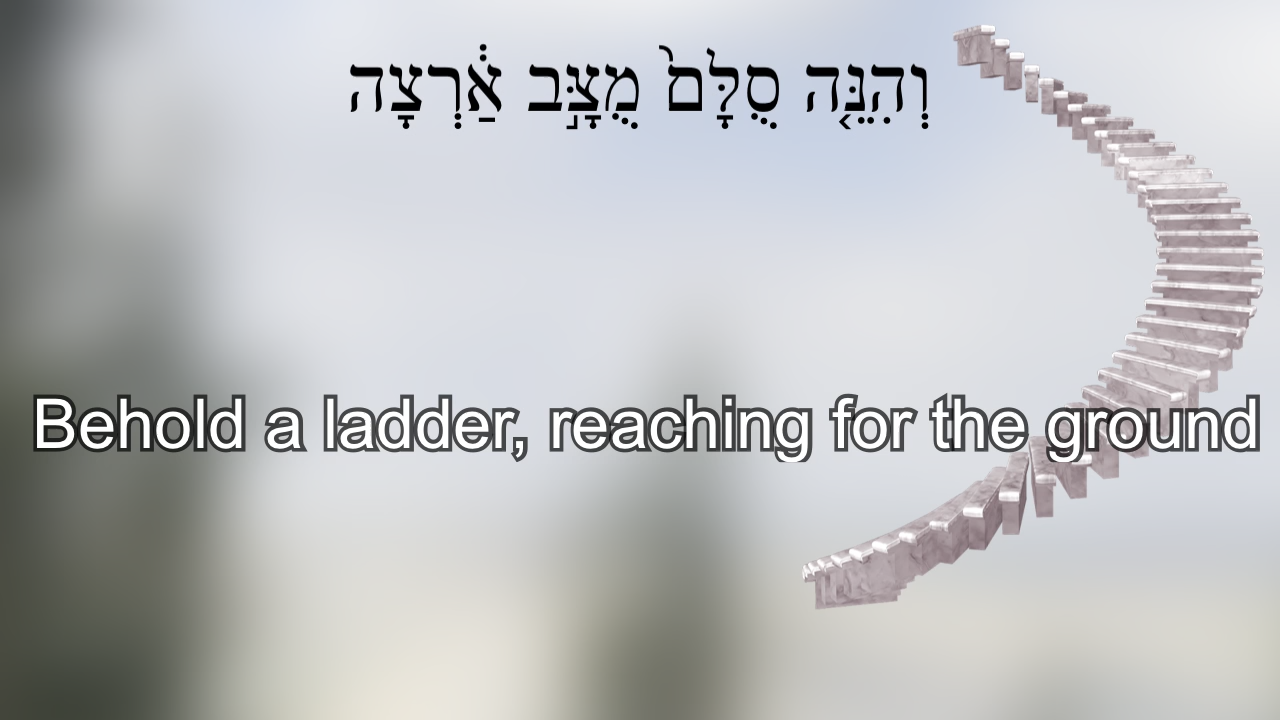 וְהִנֵּ֤ה סֻלָּם֙ מֻצָּ֣ב אַ֔רְצָה
Behold a ladder, reaching for the ground